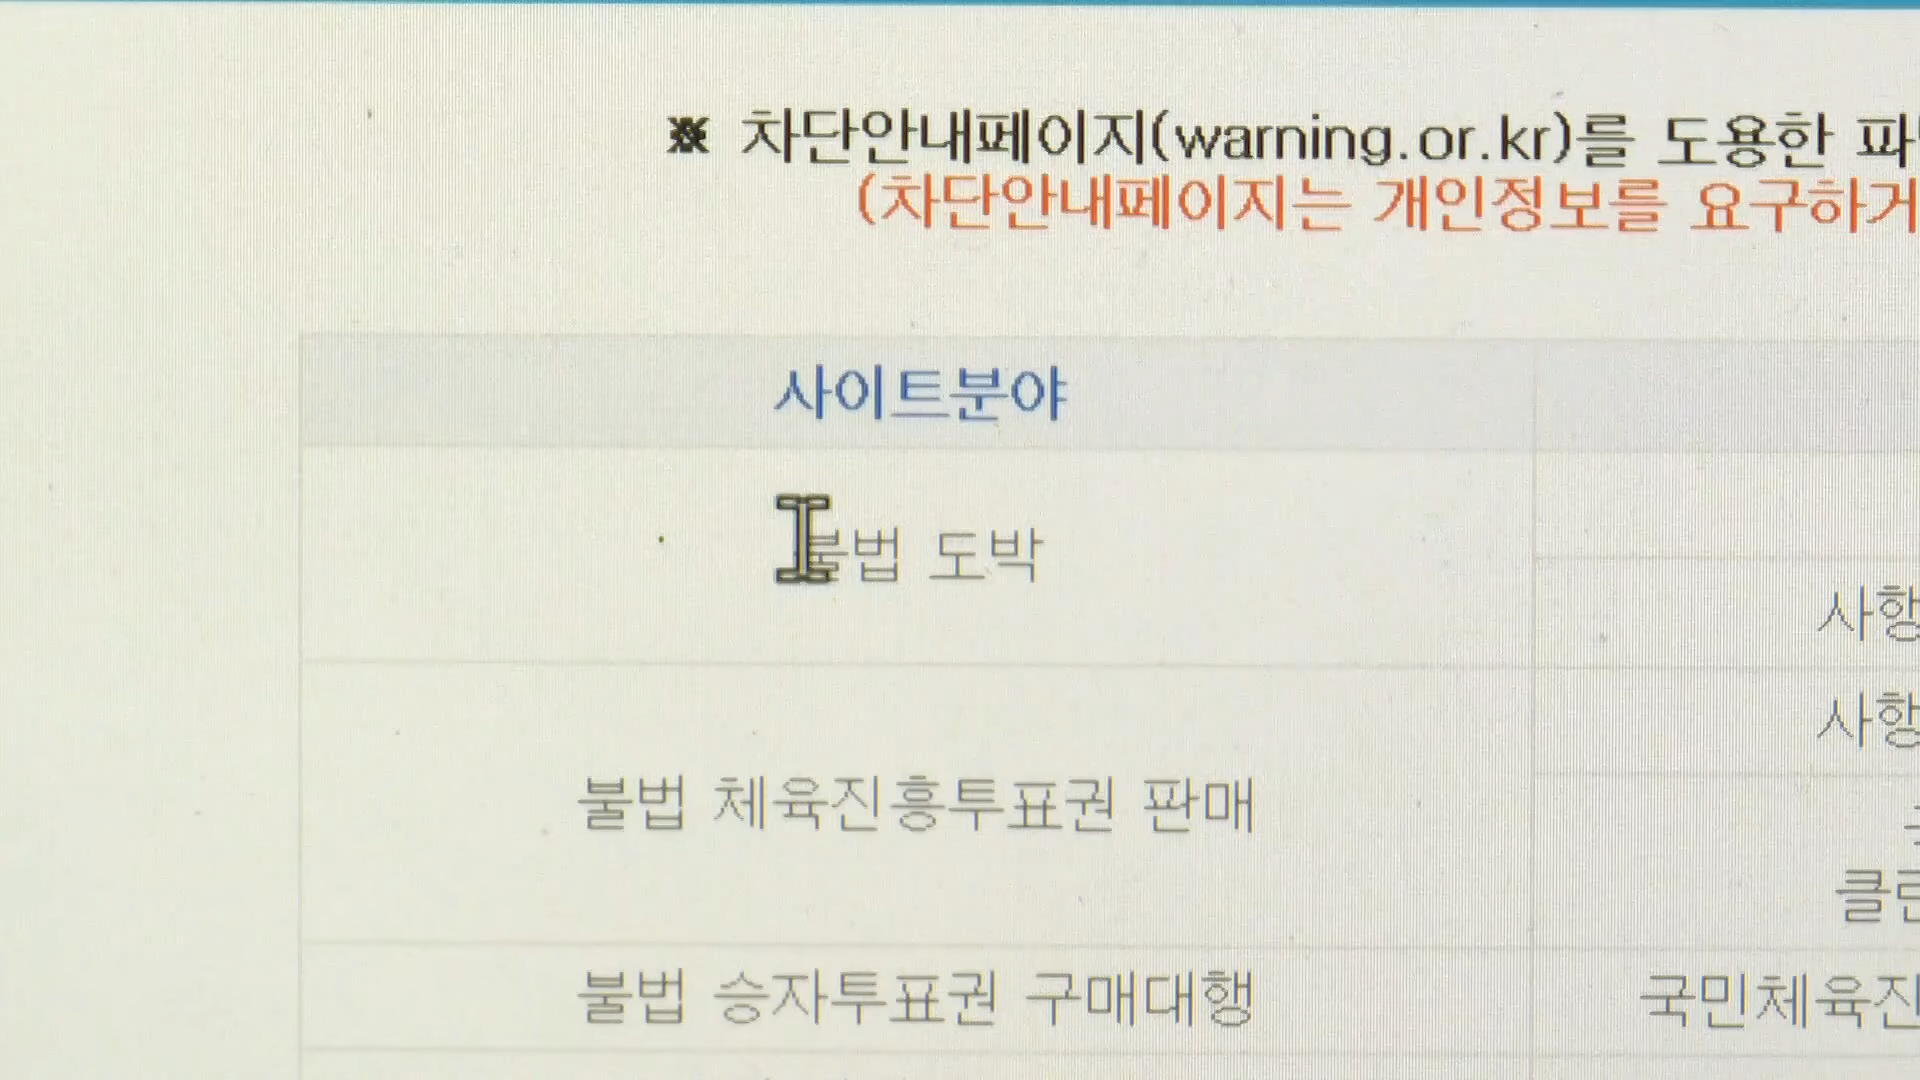 ※ 차단안내페이지(warning.or.kr)를 도용한
(차단안내페이지는 개인정보를 요구하거
사이트분야
불법 도박
사행
불법 체육진흥투표권 판매
사행
불법 승자투표권 구매대행
국민체육진